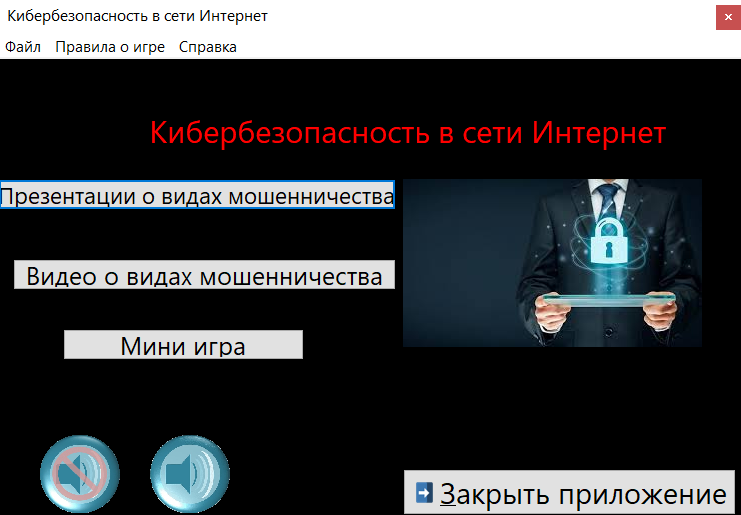 Кибербезопасность в сети Интернет
Файл Правила о игре Справка
Кибербезопасность в сети Интернет
Презентации о видах мошенничества
Видео о видах мошенничества
Мини игра
Закрыть приложение